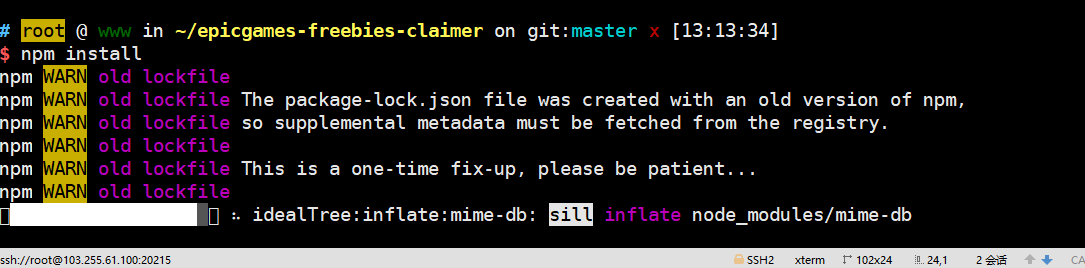 # root @ www in ~/epicgames-freebies-claimer on git:master x [13:13:34]
$ npm install
npm WARN old lockfile
npm WARN old lockfile The package-lock.json file was created with an old version of npm,
npm WARN old lockfile so supplemental metadata must be fetched from the registry.
npm WARN old lockfile
npm WARN old lockfile This is a one-time fix-up, please be patient...
npm WARN old lockfile
⠦ idealTree:inflate:mime-db: sill inflate node_modules/mime-db
ssh://root@103.255.61.100:20215 SSH2 xterm 102x24 24,1 2 会话 CA